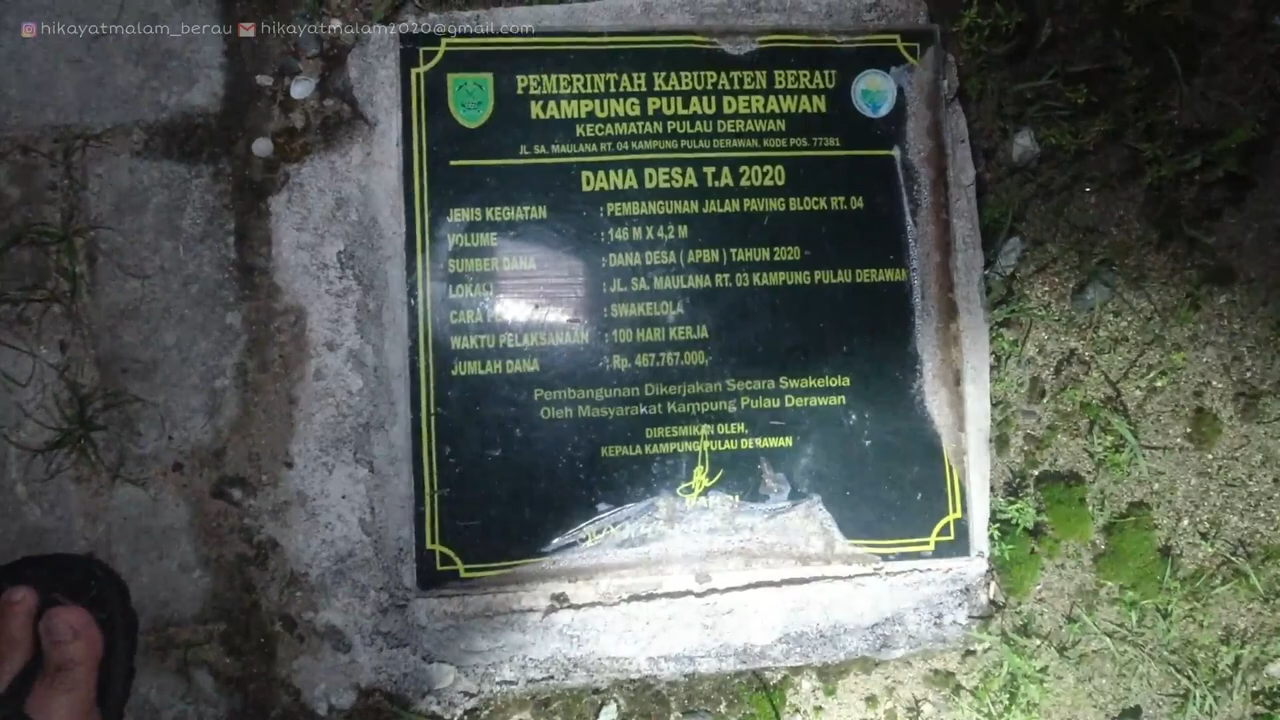 hikayatmalam_berau hikayatmalam2020@gmail.com
PEMERINTAH KABUPATEN BERAU
KAMPUNG PULAU DERAWAN
KECAMATAN PULAU DERAWAN
JL. SA. MAULANA RT. 04 KAMPUNG PULAU DERAWAN, KODE POS. 77381
DANA DESA T.A 2020
JENIS KEGIATAN : PEMBANGUNAN JALAN PAVING BLOCK RT. 04
VOLUME : 146 M X 4,2 M
SUMBER DANA : DANA DESA ( APBN ) TAHUN 2020
LOKASI : JL. SA. MAULANA RT. 03 KAMPUNG PULAU DERAWAN
CARA : SWAKELOLA
WAKTU PELAKSANAAN : 100 HARI KERJA
JUMLAH DANA : Rp. 467.767.000,-
Pembangunan Dikerjakan Secara Swakelola
Oleh Masyarakat Kampung Pulau Derawan
DIRESMIKAN OLEH,
KEPALA KAMPUNG PULAU DERAWAN